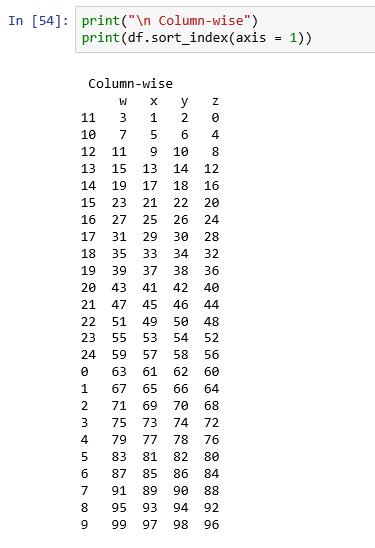 In [54]: print("\n Column-wise")
print(df.sort_index(axis = 1))
Column-wise
w x y z
11 3 1 2 0
10 7 5 6 4
12 11 9 10 8
13 15 13 14 12
14 19 17 18 16
15 23 21 22 20
16 27 25 26 24
17 31 29 30 28
18 35 33 34 32
19 39 37 38 36
20 43 41 42 40
21 47 45 46 44
22 51 49 50 48
23 55 53 54 52
24 59 57 58 56
0 63 61 62 60
1 67 65 66 64
2 71 69 70 68
3 75 73 74 72
4 79 77 78 76
5 83 81 82 80
6 87 85 86 84
7 91 89 90 88
8 95 93 94 92
9 99 97 98 96